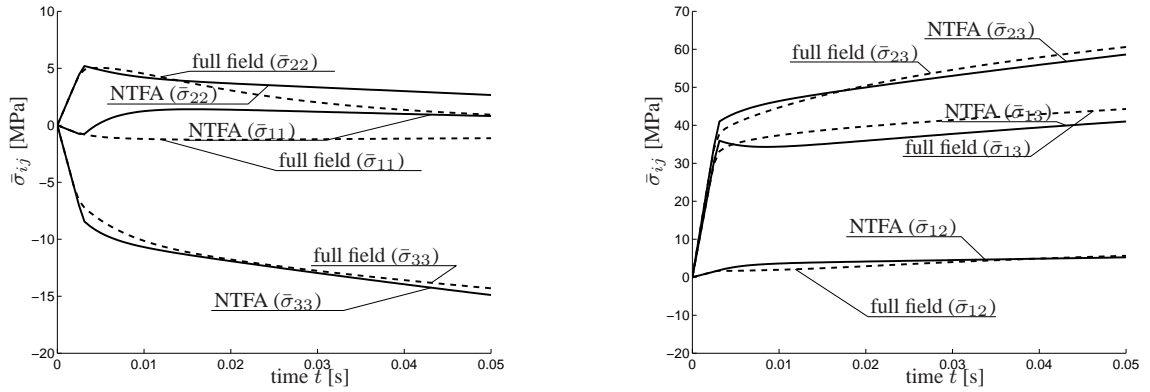 10
5
0
−5
−10
−15
−20
0
0.01
0.02
0.03
0.04
0.05
σ̄ij [MPa]
time t [s]
full field (σ̄22)
NTFA (σ̄22)
NTFA (σ̄11)
full field (σ̄11)
full field (σ̄33)
NTFA (σ̄33)
70
60
50
40
30
20
10
0
−10
−20
0
0.01
0.02
0.03
0.04
0.05
σ̄ij [MPa]
time t [s]
NTFA (σ̄23)
full field (σ̄23)
NTFA (σ̄13)
full field (σ̄13)
NTFA (σ̄12)
full field (σ̄12)